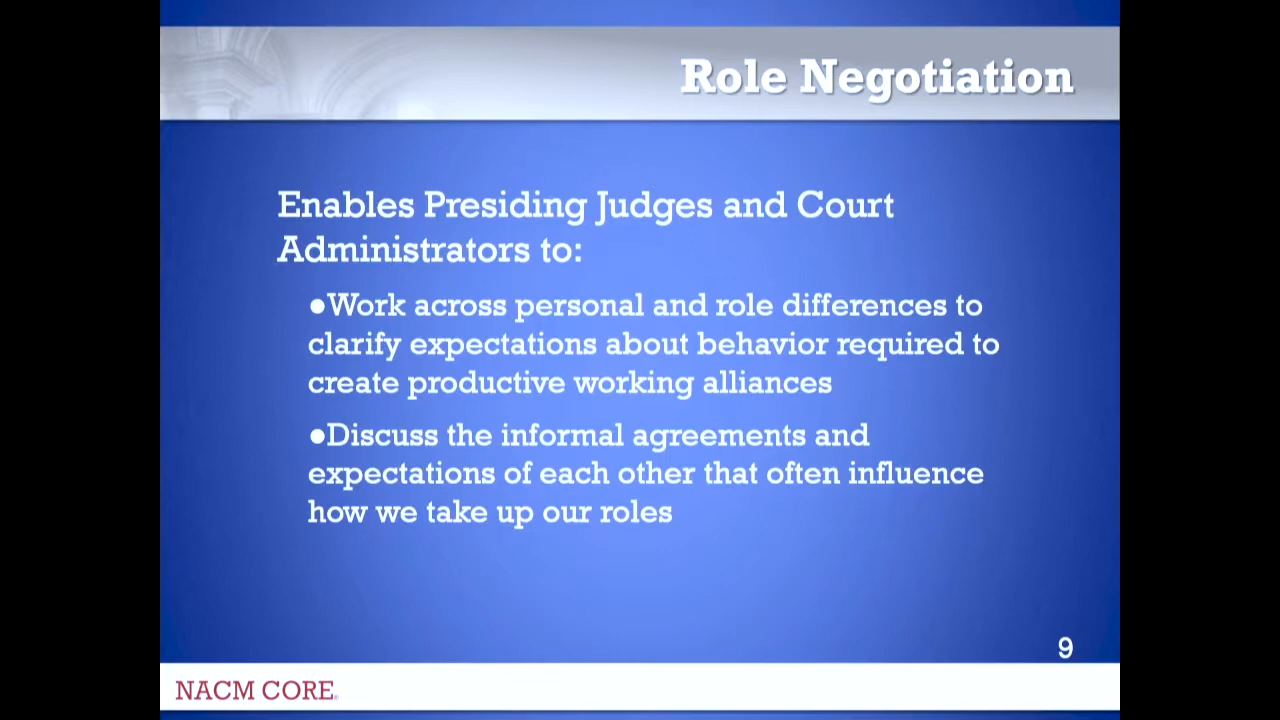 Role Negotiation
Enables Presiding Judges and Court
Administrators to:
●Work across personal and role differences to
clarify expectations about behavior required to
create productive working alliances
●Discuss the informal agreements and
expectations of each other that often influence
how we take up our roles
9
NACM CORE®